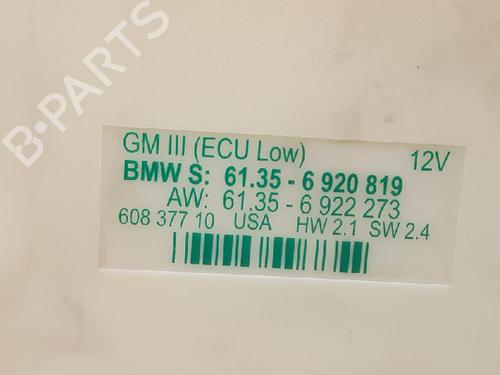 B-PARTS
GM III (ECU Low) 12V
BMW S: 61.35 - 6 920 819
AW: 61.35 - 6 922 273
608 377 10 USA HW 2.1 SW 2.4